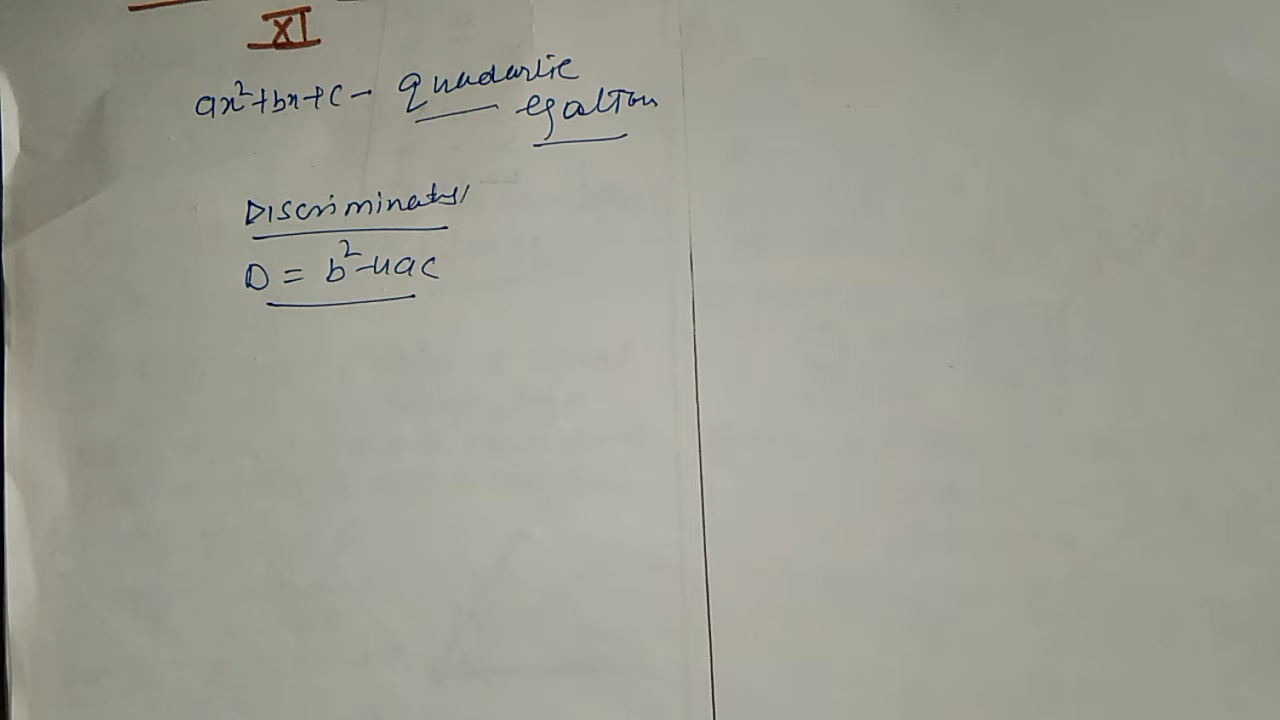 XI
ax²+bx+c - quadartic
egalton
Discriminats/
D = b²-4ac